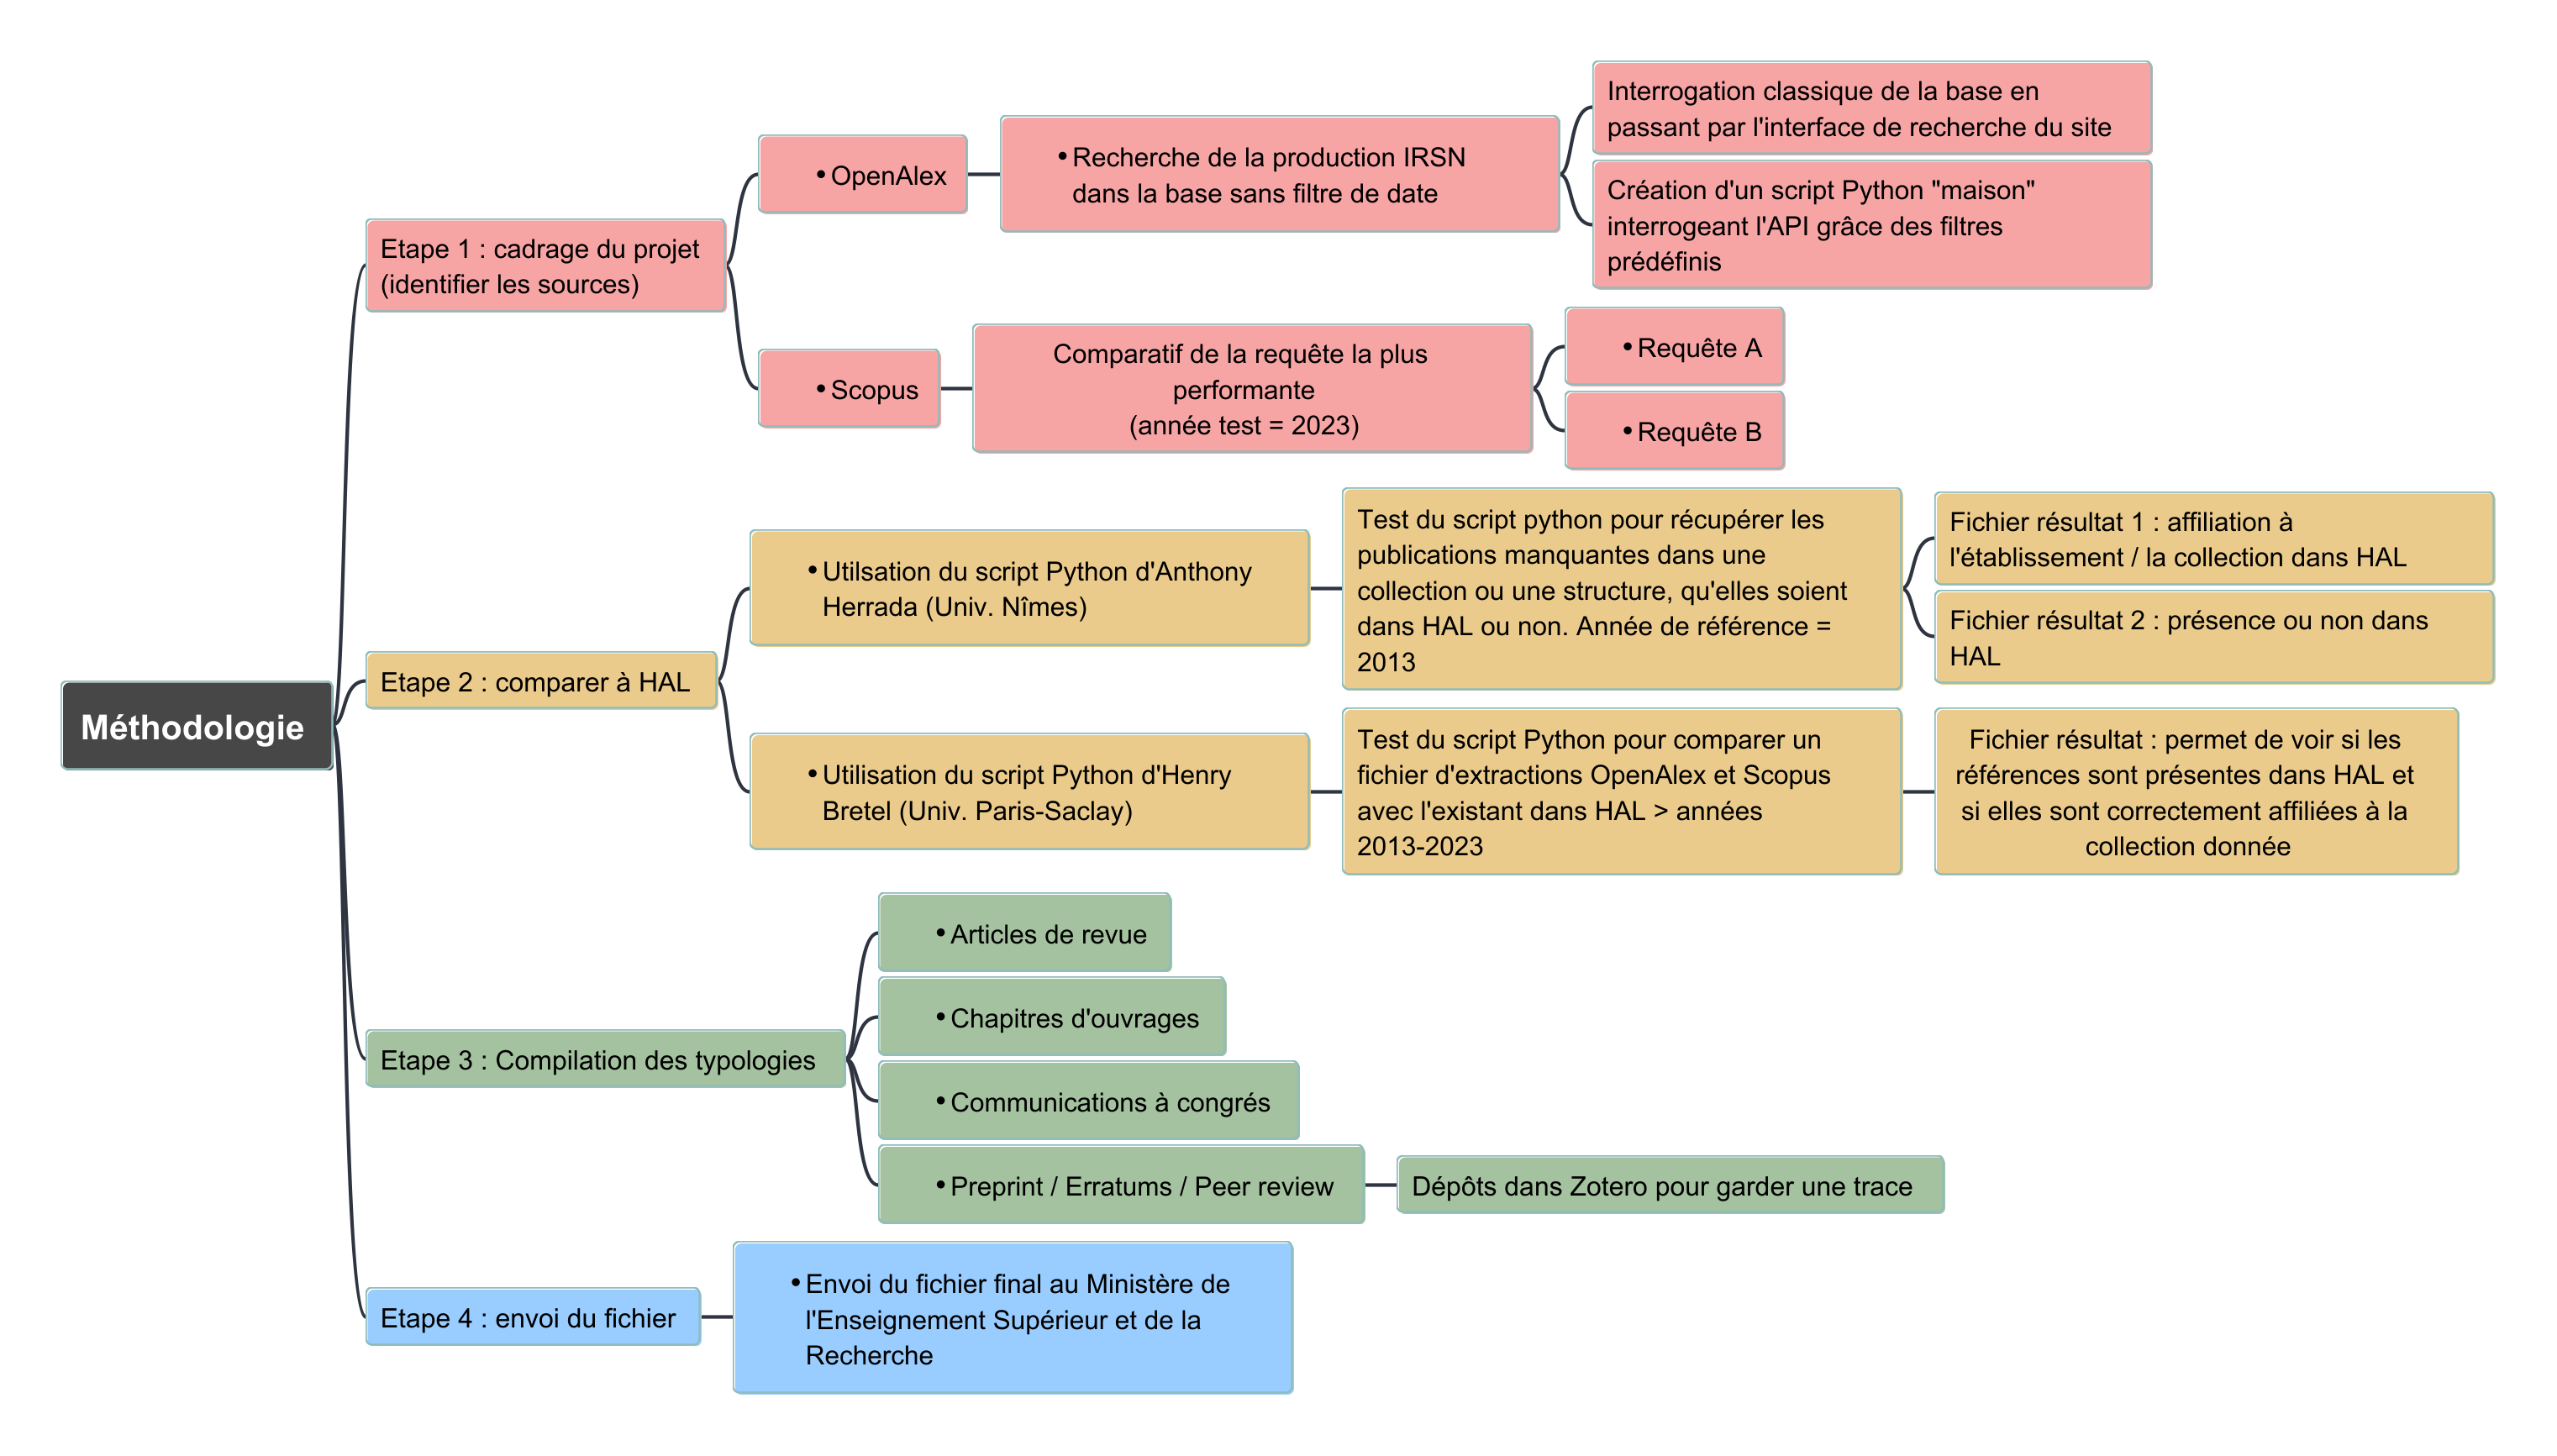 Méthodologie
Etape 1 : cadrage du projet
(identifier les sources)
• OpenAlex
• Recherche de la production IRSN
dans la base sans filtre de date
Interrogation classique de la base en
passant par l'interface de recherche du site
Création d'un script Python "maison"
interrogeant l'API grâce des filtres
prédéfinis
• Scopus
Comparatif de la requête la plus
performante
(année test = 2023)
• Requête A
• Requête B
Etape 2 : comparer à HAL
• Utilsation du script Python d'Anthony
Herrada (Univ. Nîmes)
Test du script python pour récupérer les
publications manquantes dans une
collection ou une structure, qu'elles soient
dans HAL ou non. Année de référence =
2013
Fichier résultat 1 : affiliation à
l'établissement / la collection dans HAL
Fichier résultat 2 : présence ou non dans
HAL
• Utilisation du script Python d'Henry
Bretel (Univ. Paris-Saclay)
Test du script Python pour comparer un
fichier d'extractions OpenAlex et Scopus
avec l'existant dans HAL > années
2013-2023
Fichier résultat : permet de voir si les
références sont présentes dans HAL et
si elles sont correctement affiliées à la
collection donnée
Etape 3 : Compilation des typologies
• Articles de revue
• Chapitres d'ouvrages
• Communications à congrés
• Preprint / Erratums / Peer review
Dépôts dans Zotero pour garder une trace
Etape 4 : envoi du fichier
• Envoi du fichier final au Ministère de
l'Enseignement Supérieur et de la
Recherche